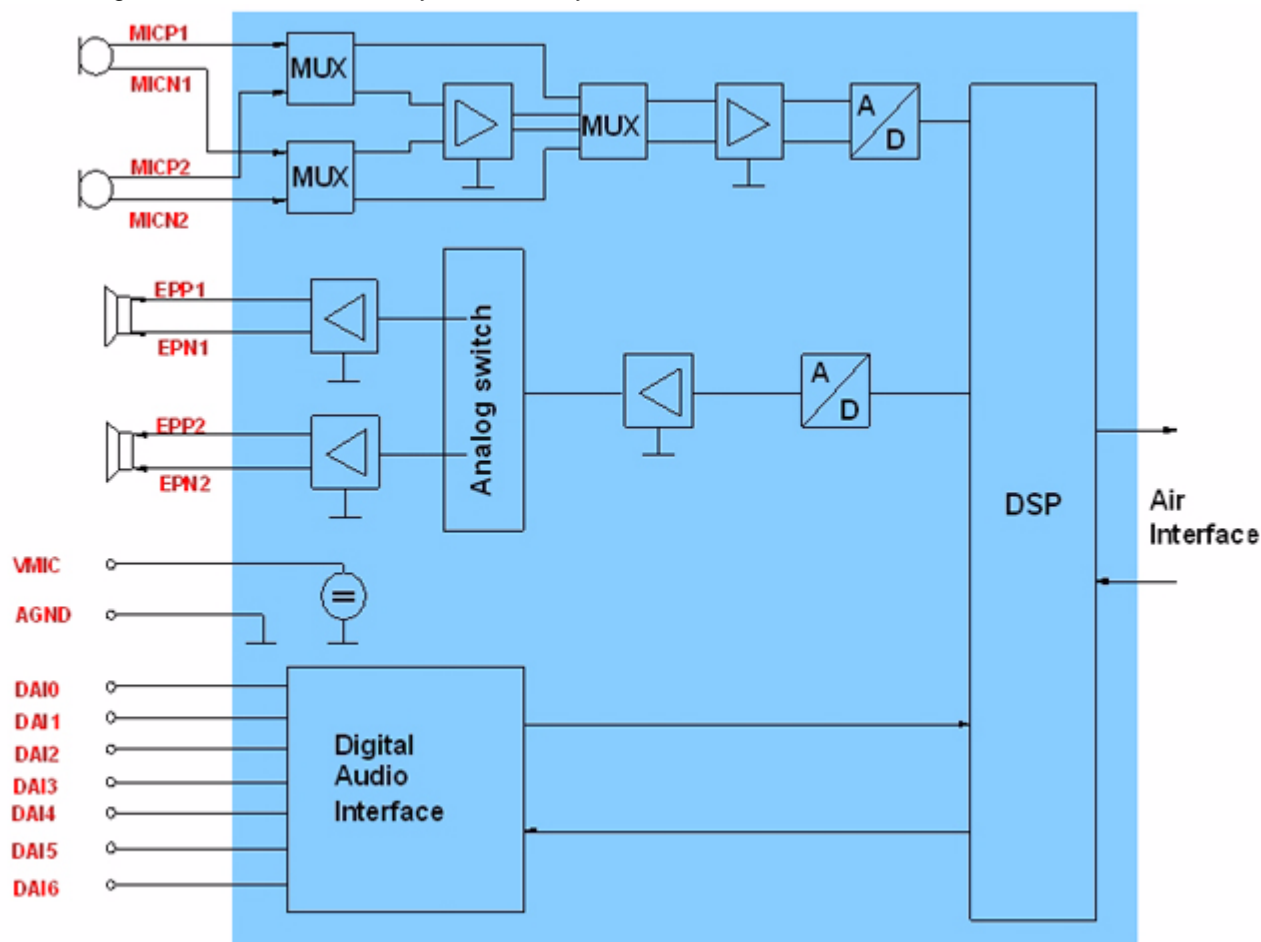 MICP1
MICN1
MICP2
MICN2
MUX
MUX
MUX
A
D
EPP1
EPN1
EPP2
EPN2
Analog switch
A
D
DSP
Air
Interface
VMIC
=
AGND
DAI0
DAI1
DAI2
DAI3
DAI4
DAI5
DAI6
Digital
Audio
Interface